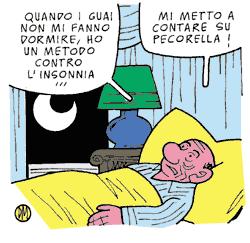 QUANDO I GUAI
NON MI FANNO
DORMIRE, HO
UN METODO
CONTRO
L'INSONNIA
...
MI METTO A
CONTARE SU
PECORELLA!